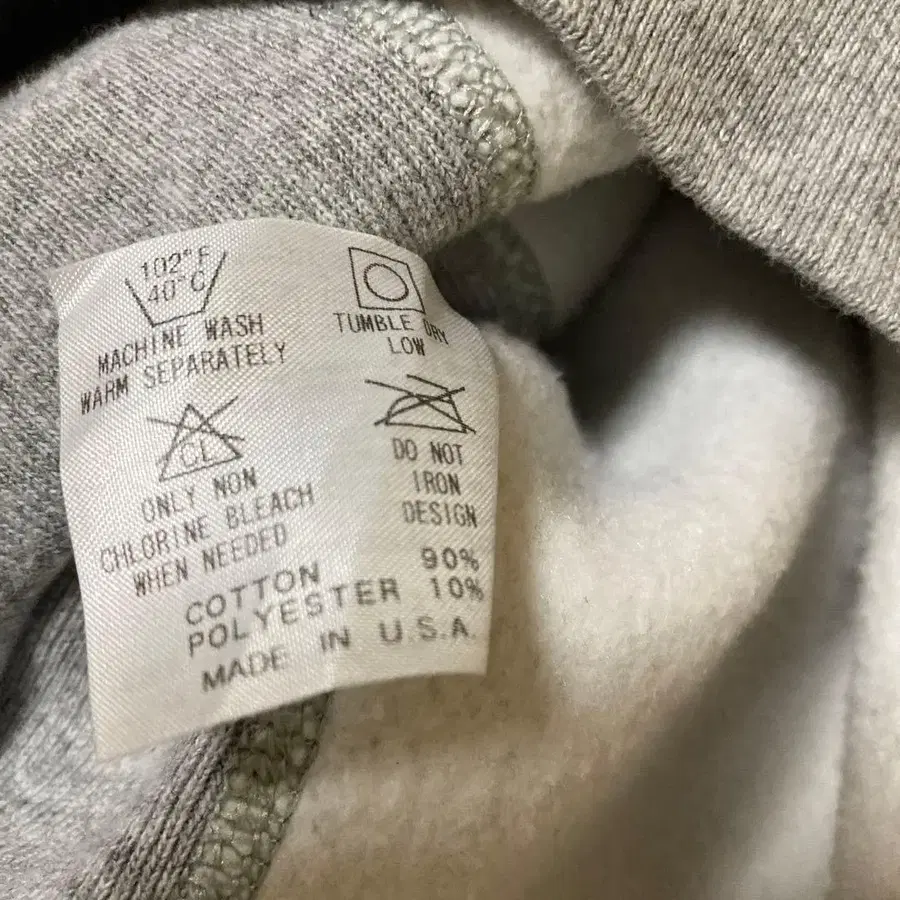 102°F
40°C
MACHINE WASH
WARM SEPARATELY
TUMBLE DRY
LOW
CL
ONLY NON
CHLORINE BLEACH
WHEN NEEDED
DO NOT
IRON
DESIGN
COTTON 90%
POLYESTER 10%
MADE IN U.S.A.